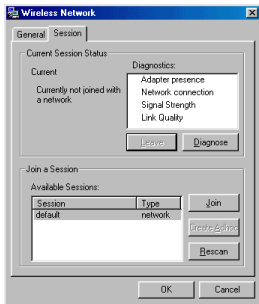 Wireless Network
General Session
Current Session Status
Current
Currently not joined with
a network
Diagnostics:
Adapter presence
Network connection
Signal Strength
Link Quality
Leave Diagnose
Join a Session
Available Sessions:
Session Type
default network
Join
Create Adhoc
Rescan
OK Cancel